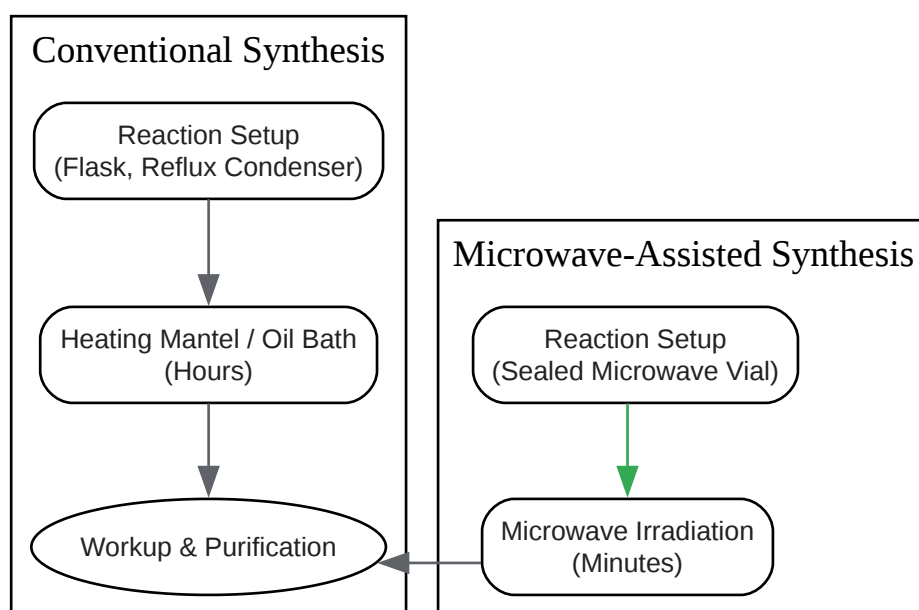 Conventional Synthesis
Reaction Setup
(Flask, Reflux Condenser)
Heating Mantel / Oil Bath
(Hours)
Workup & Purification
Microwave-Assisted Synthesis
Reaction Setup
(Sealed Microwave Vial)
Microwave Irradiation
(Minutes)